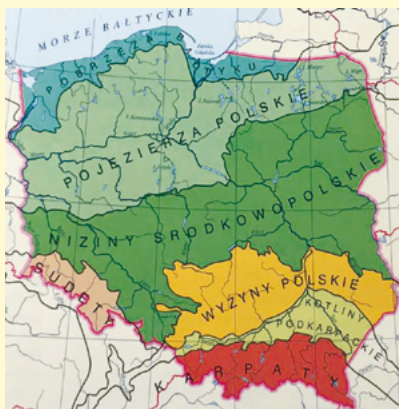 MORZE BAŁTYCKIE
POBRZEŻA BAŁTYKU
POJEZIERZA POLSKIE
NIZINY ŚRODKOWOPOLSKIE
SUDETY
WYŻYNY POLSKIE
KOTLINY
PODKARPACKIE
KARPATY